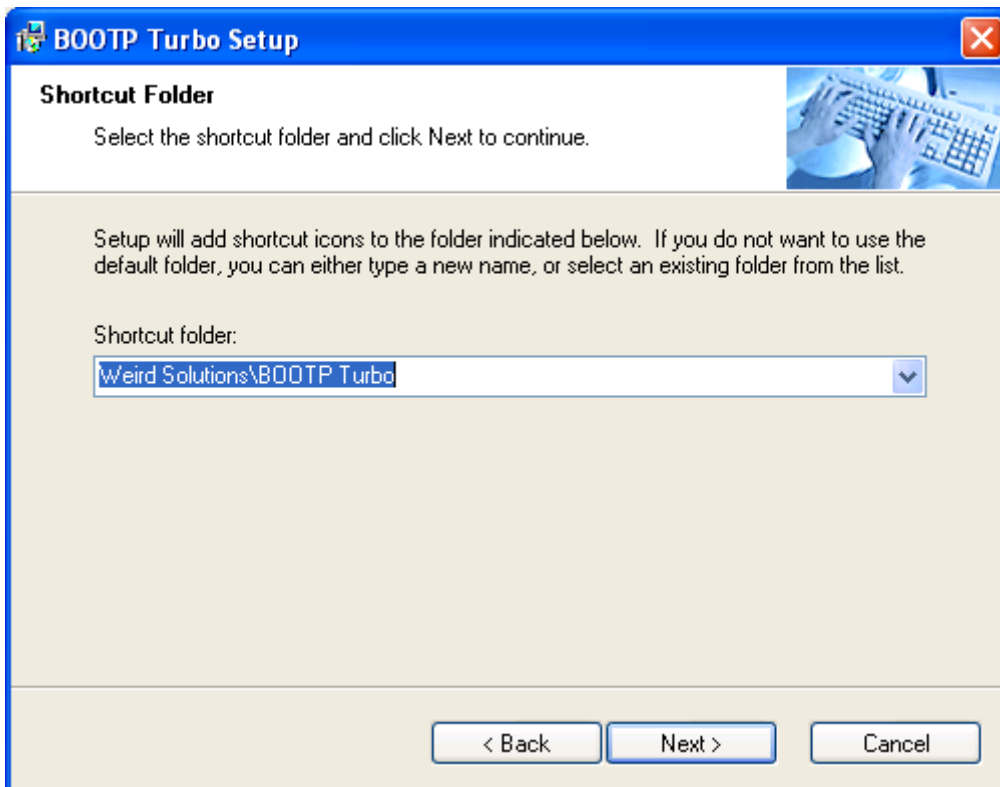 BOOTP Turbo Setup
Shortcut Folder
Select the shortcut folder and click Next to continue.
Setup will add shortcut icons to the folder indicated below.  If you do not want to use the
default folder, you can either type a new name, or select an existing folder from the list.
Shortcut folder:
Weird Solutions\BOOTP Turbo
< Back Next > Cancel